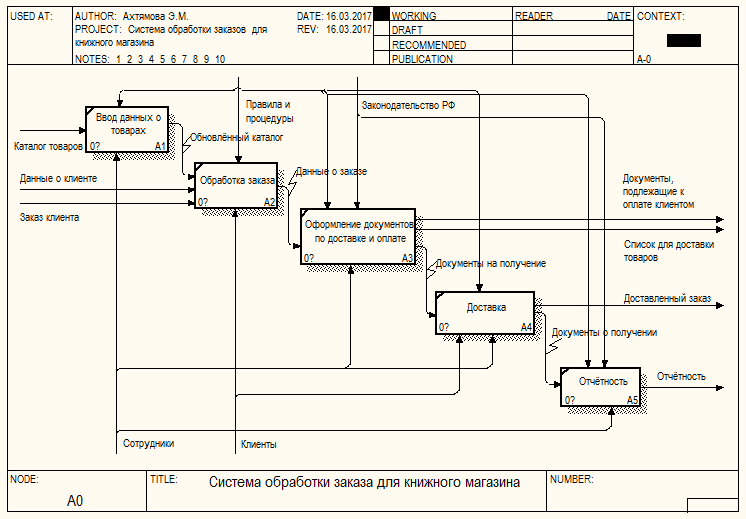 USED AT:
AUTHOR: Ахтямова Э.М.
DATE: 16.03.2017
WORKING
READER
DATE
CONTEXT:
PROJECT: Система обработки заказов для
REV: 16.03.2017
DRAFT
книжного магазина
RECOMMENDED
NOTES: 1 2 3 4 5 6 7 8 9 10
PUBLICATION
A-0
Правила и
процедуры
Законодательство РФ
Ввод данных о
товарах
0?
A1
Каталог товаров
Обновлённый каталог
Данные о клиенте
Обработка заказа
0?
A2
Данные о заказе
Заказ клиента
Документы,
подлежащие к
оплате клиентом
Оформление документов
по доставке и оплате
0?
A3
Список для доставки
товаров
Документы на получение
Доставка
0?
A4
Доставленный заказ
Документы о получении
Отчётность
0?
A5
Отчётность
Сотрудники
Клиенты
NODE:
A0
TITLE:
Система обработки заказа для книжного магазина
NUMBER: